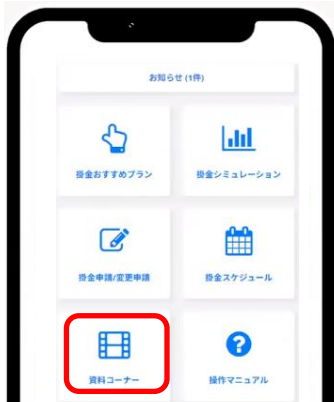 お知らせ (1件)
掛金おすすめプラン
掛金シミュレーション
掛金申請/変更申請
掛金スケジュール
資料コーナー
操作マニュアル